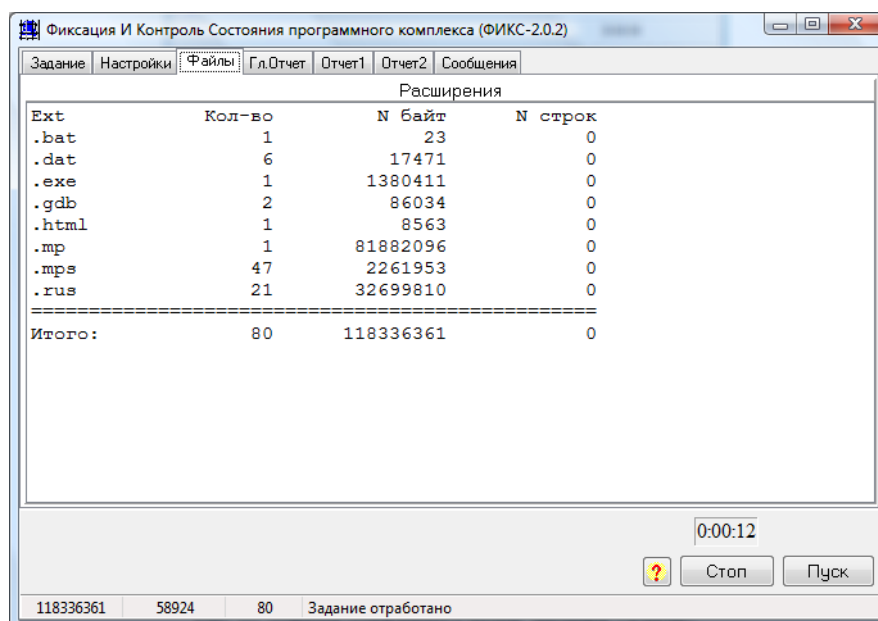 Фиксация И Контроль Состояния программного комплекса (ФИКС-2.0.2)
Задание Настройки Файлы Гл.Отчет Отчет1 Отчет2 Сообщения
Расширения
Ext Кол-во N байт N строк
.bat 1 23 0
.dat 6 17471 0
.exe 1 1380411 0
.gdb 2 86034 0
.html 1 8563 0
.mp 1 81882096 0
.mps 47 2261953 0
.rus 21 32699810 0
==================================================
Итого: 80 118336361 0
0:00:12
? Стоп Пуск
118336361 58924 80 Задание отработано